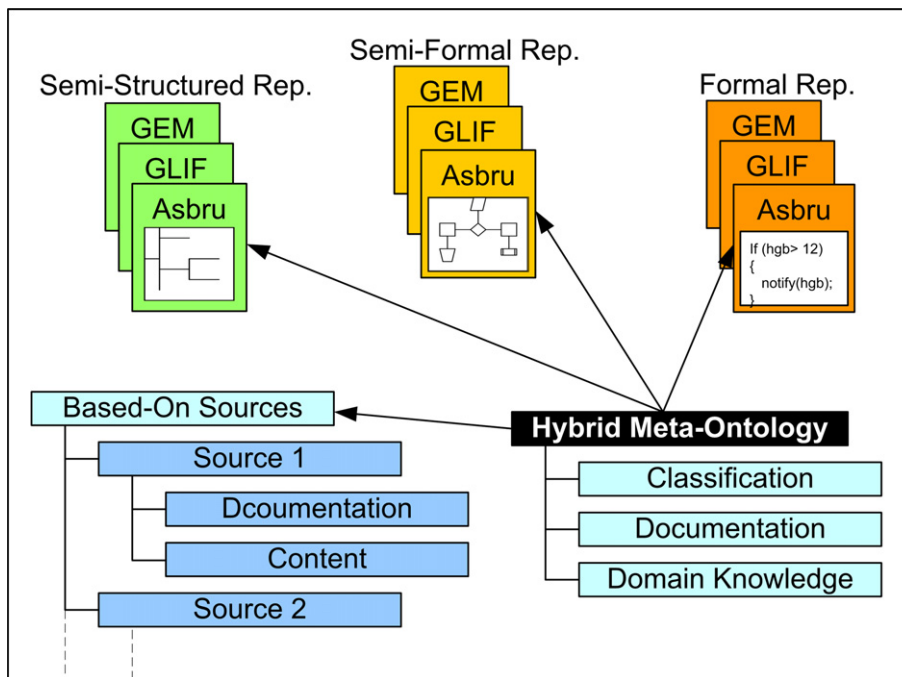 Semi-Structured Rep.
GEM
GLIF
Asbru
Semi-Formal Rep.
GEM
GLIF
Asbru
Formal Rep.
GEM
GLIF
Asbru
If (hgb> 12)
{
notify(hgb);
}
Based-On Sources
Source 1
Dcoumentation
Content
Source 2
Hybrid Meta-Ontology
Classification
Documentation
Domain Knowledge